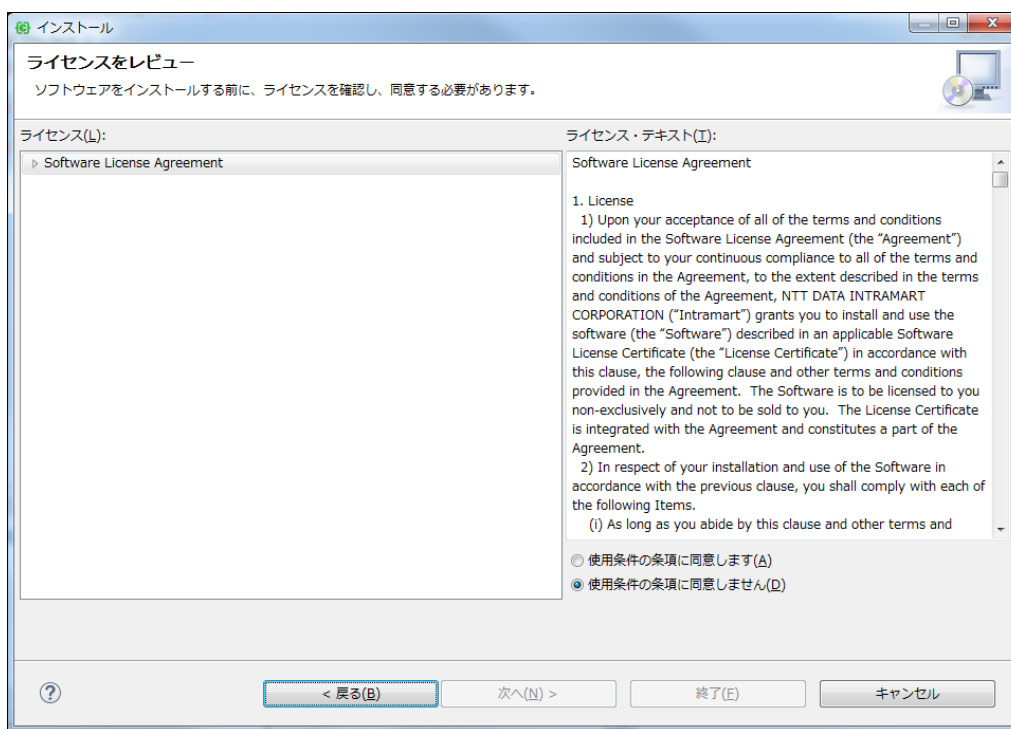 インストール
ライセンスをレビュー
ソフトウェアをインストールする前に、ライセンスを確認し、同意する必要があります。
ライセンス(L):
Software License Agreement
ライセンス・テキスト(T):
Software License Agreement
1. License
1) Upon your acceptance of all of the terms and conditions
included in the Software License Agreement (the “Agreement”)
and subject to your continuous compliance to all of the terms and
conditions in the Agreement, to the extent described in the terms
and conditions of the Agreement, NTT DATA INTRAMART
CORPORATION (“Intramart”) grants you to install and use the
software (the “Software”) described in an applicable Software
License Certificate (the “License Certificate”) in accordance with
this clause, the following clause and other terms and conditions
provided in the Agreement.  The Software is to be licensed to you
non-exclusively and not to be sold to you.  The License Certificate
is integrated with the Agreement and constitutes a part of the
Agreement.
2) In respect of your installation and use of the Software in
accordance with the previous clause, you shall comply with each of
the following Items.
(i) As long as you abide by this clause and other terms and
使用条件の条項に同意します(A)
使用条件の条項に同意しません(D)
< 戻る(B)
次へ(N) >
終了(F)
キャンセル